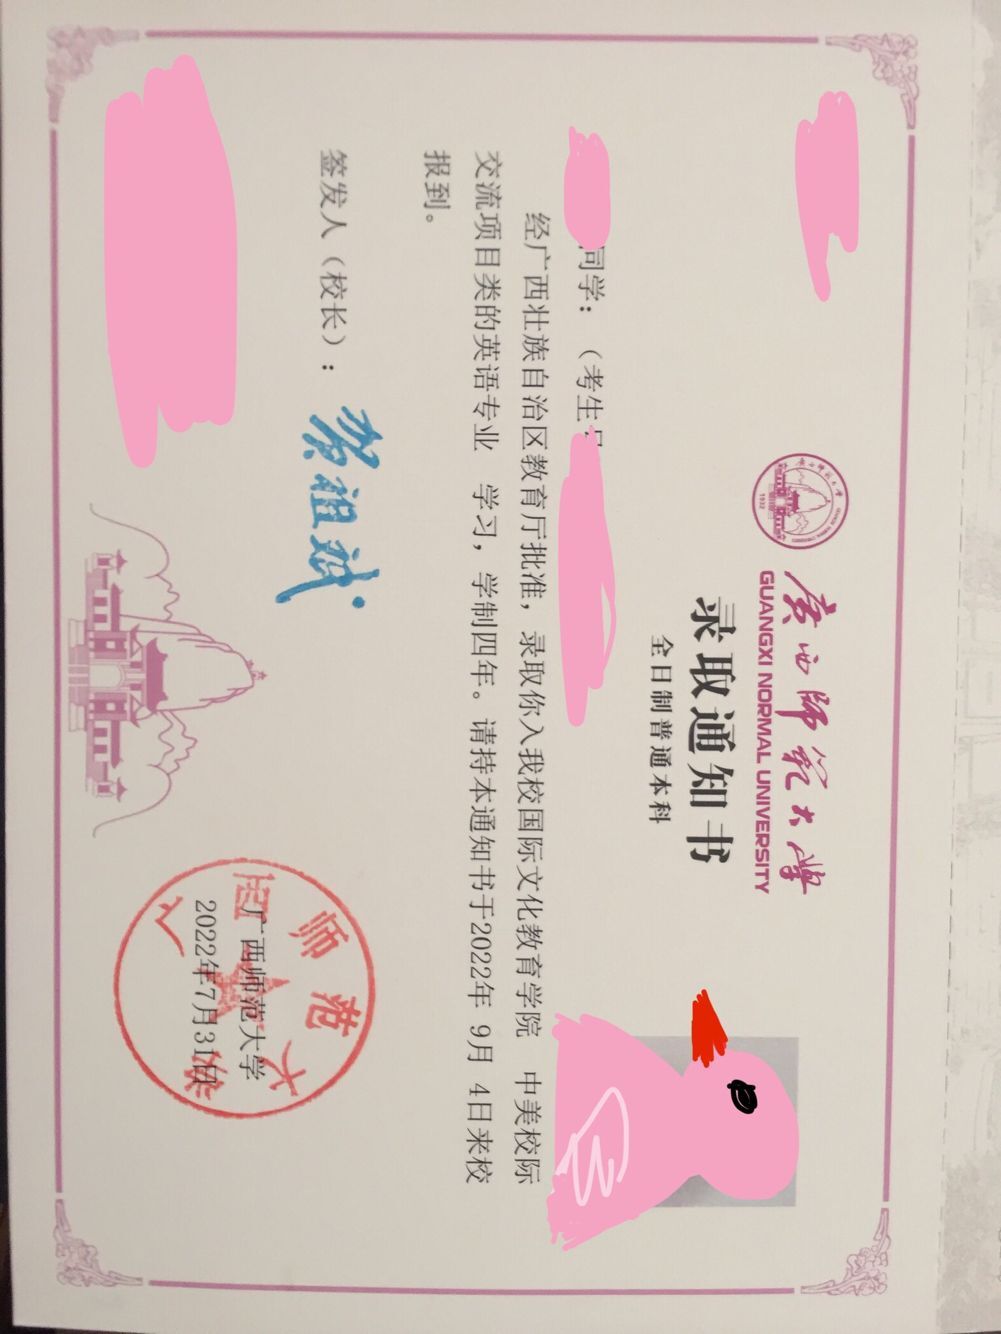 广西师范大学
GUANGXI NORMAL UNIVERSITY
录取通知书
全日制普通本科
同学：（考生号
经广西壮族自治区教育厅批准，录取你入我校国际文化教育学院 中美校际
交流项目类的英语专业 学习，学制四年。请持本通知书于2022年 9月 4日来校
报到。
签发人（校长）：贺祖斌
广西师范大学
2022年7月31日